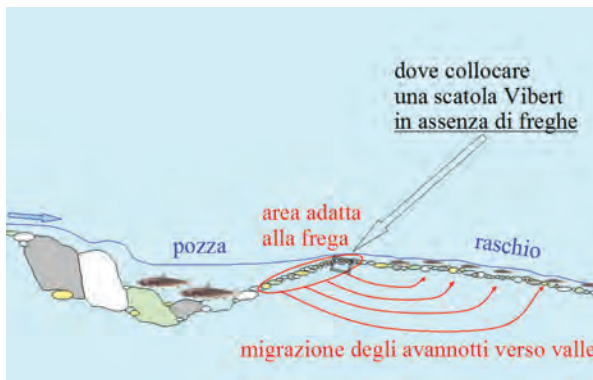 dove collocare
una scatola Vibert
in assenza di freghe
area adatta
alla frega
pozza
raschio
migrazione degli avannotti verso valle